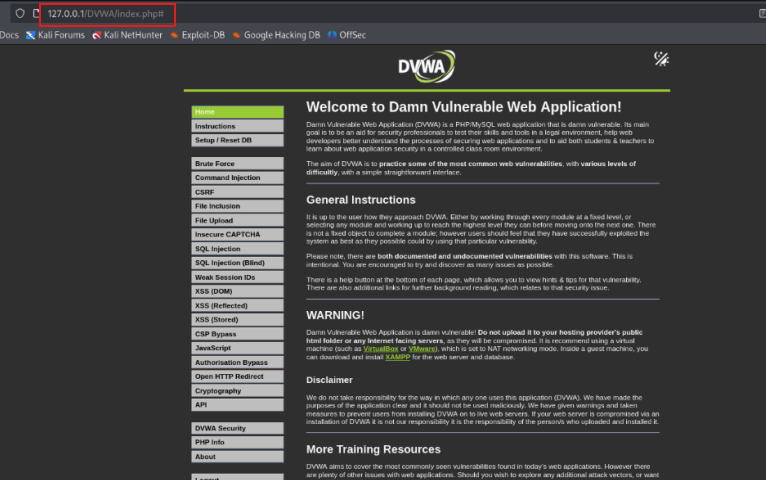 127.0.0.1/DVWA/index.php#
Docs Kali Forums Kali NetHunter Exploit-DB Google Hacking DB OffSec
DVWA
Home
Instructions
Setup / Reset DB
Brute Force
Command Injection
CSRF
File Inclusion
File Upload
Insecure CAPTCHA
SQL Injection
SQL Injection (Blind)
Weak Session IDs
XSS (DOM)
XSS (Reflected)
XSS (Stored)
CSP Bypass
JavaScript
Authorisation Bypass
Open HTTP Redirect
Cryptography
API
DVWA Security
PHP Info
About
Logout
Welcome to Damn Vulnerable Web Application!
Damn Vulnerable Web Application (DVWA) is a PHP/MySQL web application that is damn vulnerable. Its main
goal is to be an aid for security professionals to test their skills and tools in a legal environment, help web
developers better understand the processes of securing web applications and to aid both students & teachers to
learn about web application security in a controlled class room environment.
The aim of DVWA is to practice some of the most common web vulnerabilities, with various levels of
difficultly, with a simple straightforward interface.
General Instructions
It is up to the user how they approach DVWA. Either by working through every module at a fixed level, or
selecting any module and working up to reach the highest level they can before moving onto the next one. There
is not a fixed object to complete a module; however users should feel that they have successfully exploited the
system as best as they possible could by using that particular vulnerability.
Please note, there are both documented and undocumented vulnerabilities with this software. This is
intentional. You are encouraged to try and discover as many issues as possible.
There is a help button at the bottom of each page, which allows you to view hints & tips for that vulnerability.
There are also additional links for further background reading, which relates to that security issue.
WARNING!
Damn Vulnerable Web Application is damn vulnerable! Do not upload it to your hosting provider's public
html folder or any Internet facing servers, as they will be compromised. It is recommend using a virtual
machine (such as VirtualBox or VMware), which is set to NAT networking mode. Inside a guest machine, you
can download and install XAMPP for the web server and database.
Disclaimer
We do not take responsibility for the way in which any one uses this application (DVWA). We have made the
purposes of the application clear and it should not be used maliciously. We have given warnings and taken
measures to prevent users from installing DVWA on to live web servers. If your web server is compromised via an
installation of DVWA it is not our responsibility it is the responsibility of the person/s who uploaded and installed it.
More Training Resources
DVWA aims to cover the most commonly seen vulnerabilities found in today's web applications. However there
are plenty of other issues with web applications. Should you wish to explore any additional attack vectors, or want